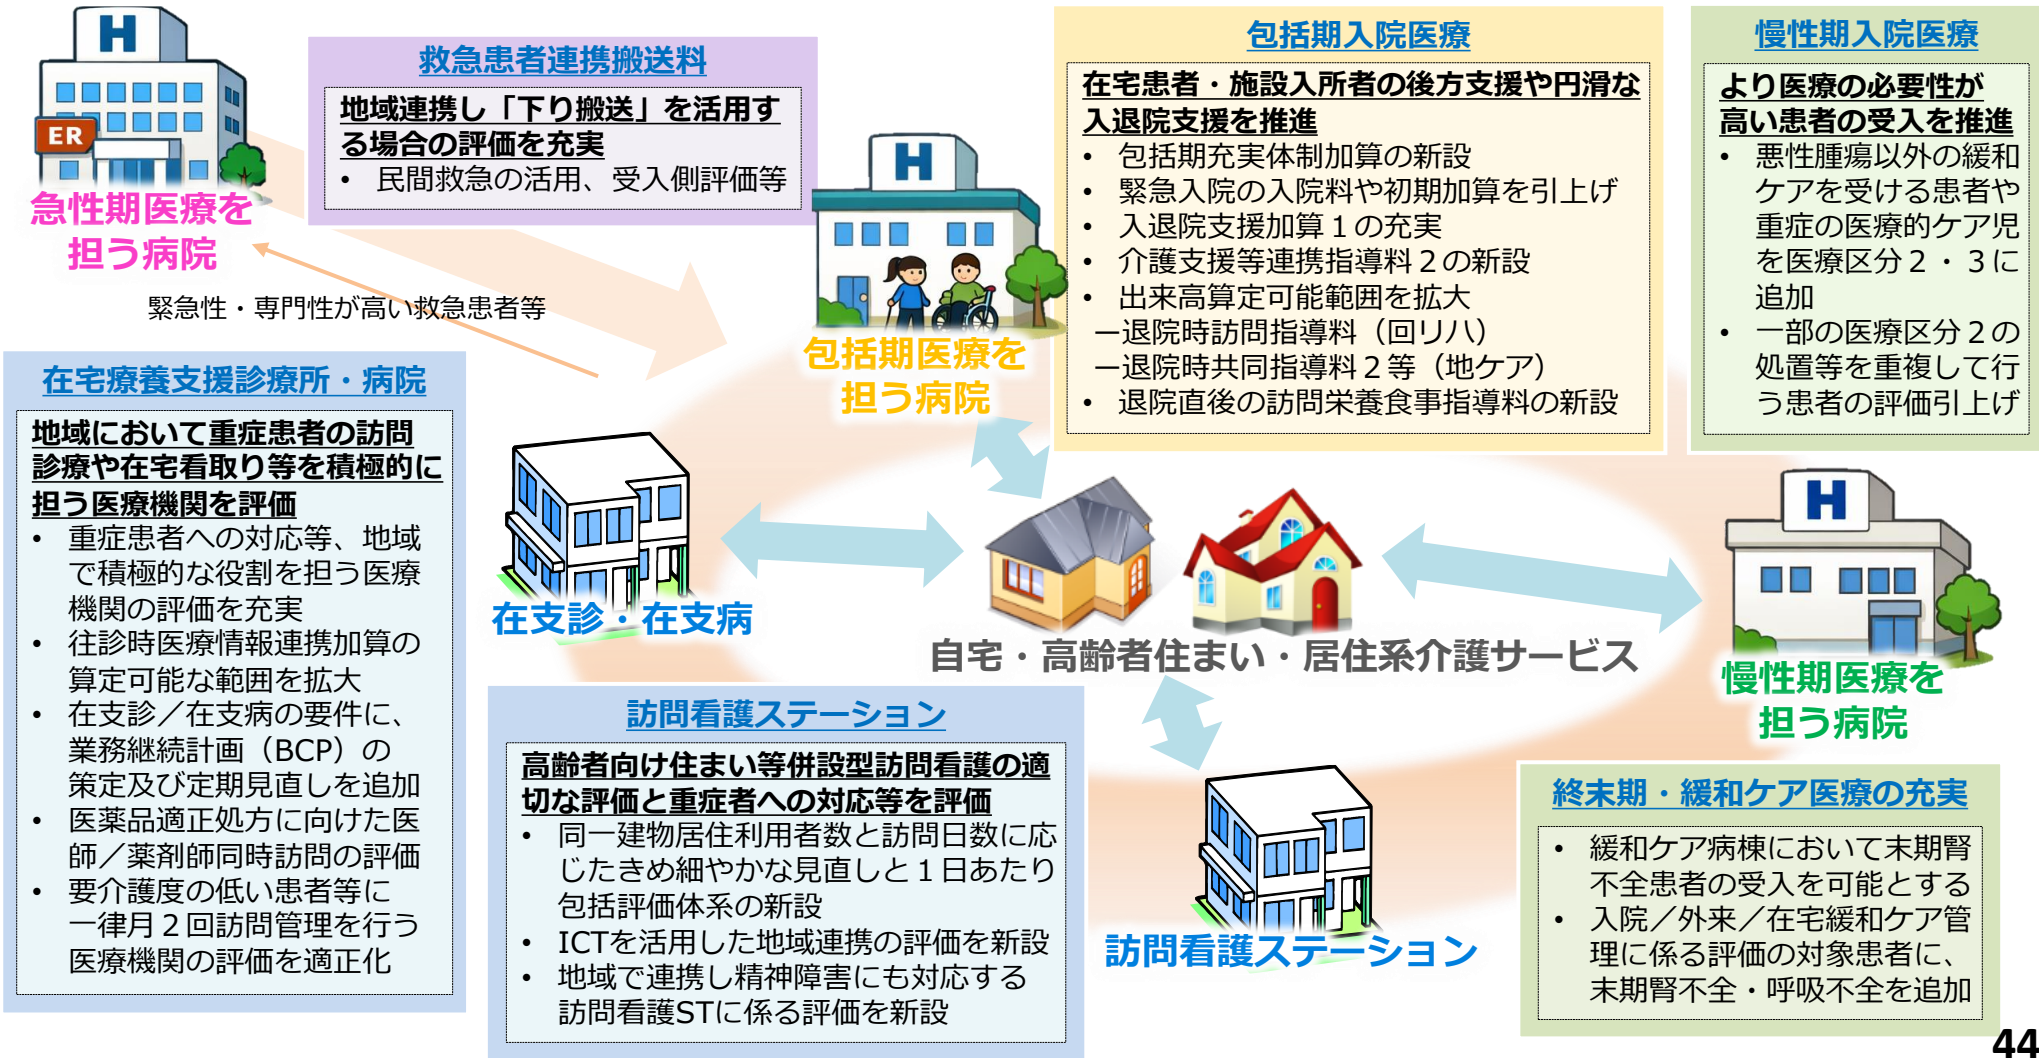 H
ER
急性期医療を
担う病院
救急患者連携搬送料
地域連携し「下り搬送」を活用す
る場合の評価を充実
• 民間救急の活用、受入側評価等
緊急性・専門性が高い救急患者等
H
包括期医療を
担う病院
包括期入院医療
在宅患者・施設入所者の後方支援や円滑な
入退院支援を推進
• 包括期充実体制加算の新設
• 緊急入院の入院料や初期加算を引上げ
• 入退院支援加算１の充実
• 介護支援等連携指導料２の新設
• 出来高算定可能範囲を拡大
ー退院時訪問指導料（回リハ）
ー退院時共同指導料２等（地ケア）
• 退院直後の訪問栄養食事指導料の新設
慢性期入院医療
より医療の必要性が
高い患者の受入を推進
• 悪性腫瘍以外の緩和
ケアを受ける患者や
重症の医療的ケア児
を医療区分２・３に
追加
• 一部の医療区分２の
処置等を重複して行
う患者の評価引上げ
在宅療養支援診療所・病院
地域において重症患者の訪問
診療や在宅看取り等を積極的に
担う医療機関を評価
• 重症患者への対応等、地域
で積極的な役割を担う医療
機関の評価を充実
• 往診時医療情報連携加算の
算定可能な範囲を拡大
• 在支診／在支病の要件に、
業務継続計画（BCP）の
策定及び定期見直しを追加
• 医薬品適正処方に向けた医
師／薬剤師同時訪問の評価
• 要介護度の低い患者等に
一律月２回訪問管理を行う
医療機関の評価を適正化
在支診・在支病
自宅・高齢者住まい・居住系介護サービス
H
慢性期医療を
担う病院
訪問看護ステーション
高齢者向け住まい等併設型訪問看護の適
切な評価と重症者への対応等を評価
• 同一建物居住利用者数と訪問日数に応
じたきめ細やかな見直しと１日あたり
包括評価体系の新設
• ICTを活用した地域連携の評価を新設
• 地域で連携し精神障害にも対応する
訪問看護STに係る評価を新設
訪問看護ステーション
終末期・緩和ケア医療の充実
• 緩和ケア病棟において末期腎
不全患者の受入を可能とする
• 入院／外来／在宅緩和ケア管
理に係る評価の対象患者に、
末期腎不全・呼吸不全を追加
44